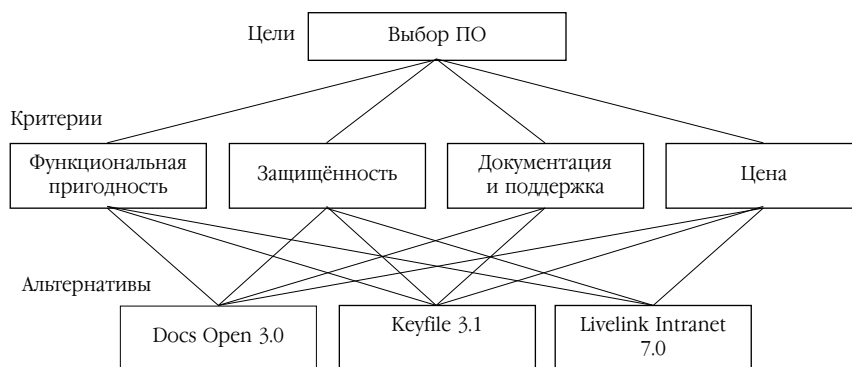 Цели
Выбор ПО
Критерии
Функциональная
пригодность
Защищённость
Документация
и поддержка
Цена
Альтернативы
Docs Open 3.0
Keyfile 3.1
Livelink Intranet
7.0